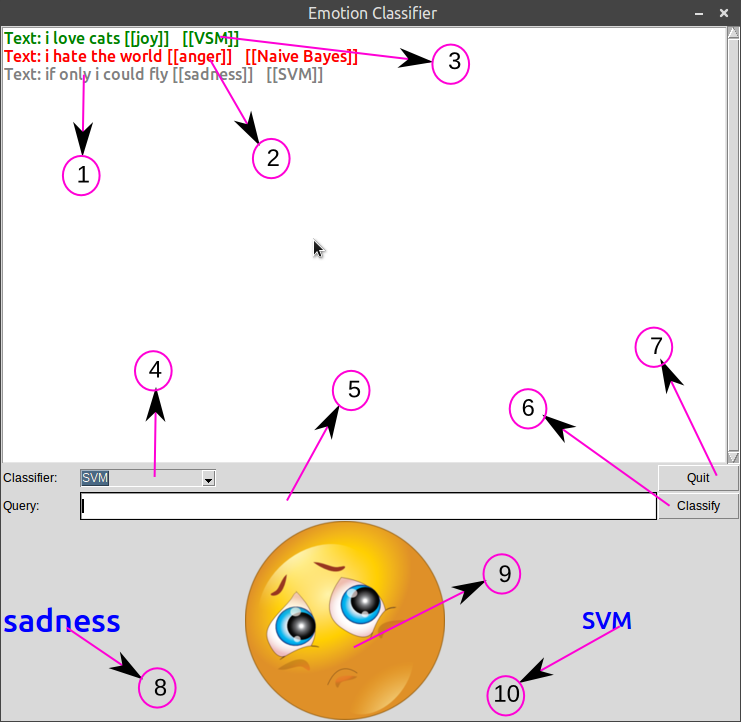 Emotion Classifier
Text: i love cats [[joy]] [[VSM]]
Text: i hate the world [[anger]] [[Naive Bayes]]
Text: if only i could fly [[sadness]] [[SVM]]
3
2
1
7
4
5
6
Classifier: SVM Quit
Query: Classify
9
sadness SVM
8
10